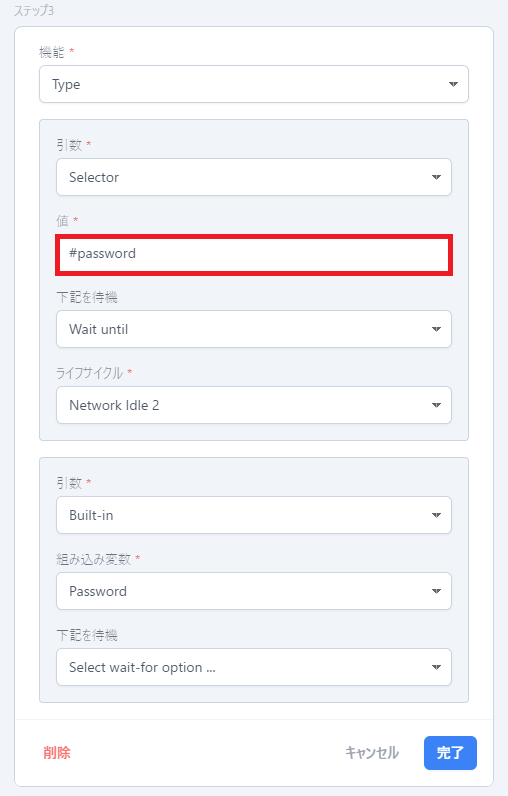 ステップ3
機能 *
Type
引数 *
Selector
値 *
#password
下記を待機
Wait until
ライフサイクル *
Network Idle 2
引数 *
Built-in
組み込み変数 *
Password
下記を待機
Select wait-for option ...
削除
キャンセル
完了